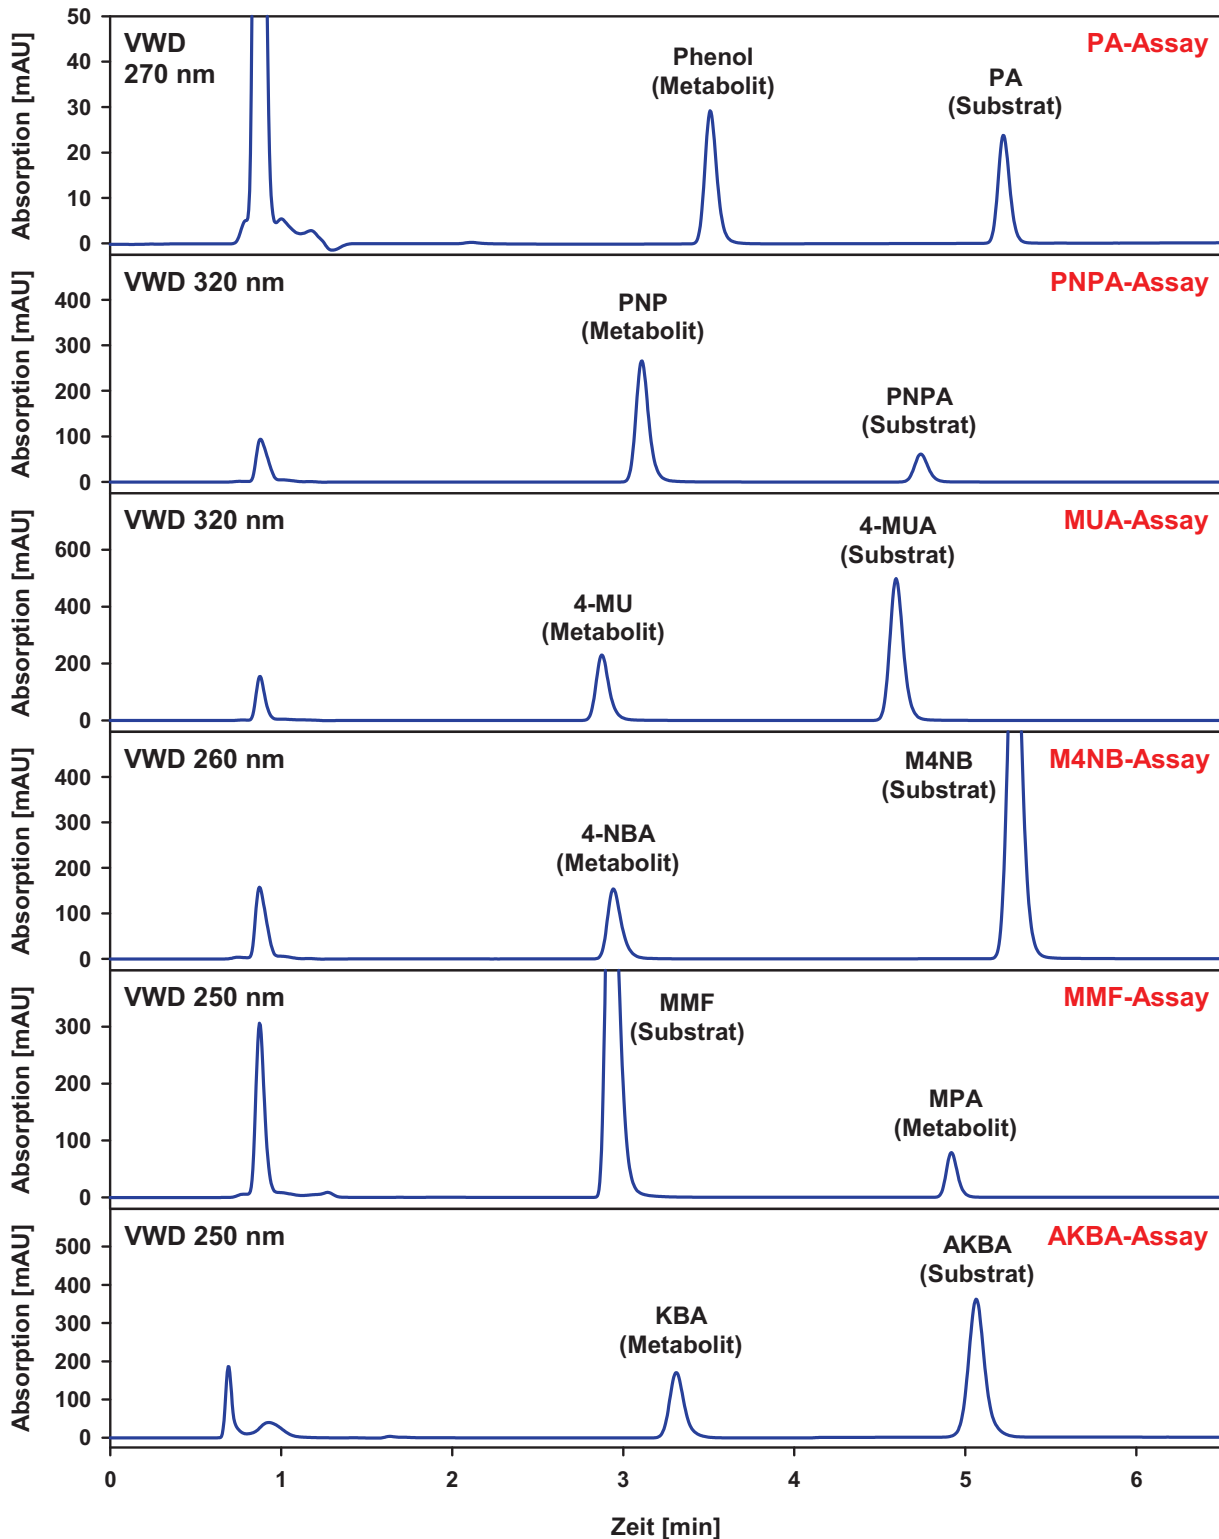 Absorption [mAU]
50
40
30
20
10
0
VWD
270 nm
Phenol
(Metabolit)
PA
(Substrat)
PA-Assay
Absorption [mAU]
400
300
200
100
0
VWD 320 nm
PNP
(Metabolit)
PNPA
(Substrat)
PNPA-Assay
Absorption [mAU]
600
400
200
0
VWD 320 nm
4-MU
(Metabolit)
4-MUA
(Substrat)
MUA-Assay
Absorption [mAU]
400
300
200
100
0
VWD 260 nm
4-NBA
(Metabolit)
M4NB
(Substrat)
M4NB-Assay
Absorption [mAU]
300
200
100
0
VWD 250 nm
MMF
(Substrat)
MPA
(Metabolit)
MMF-Assay
Absorption [mAU]
500
400
300
200
100
0
VWD 250 nm
KBA
(Metabolit)
AKBA
(Substrat)
AKBA-Assay
0 1 2 3 4 5 6
Zeit [min]